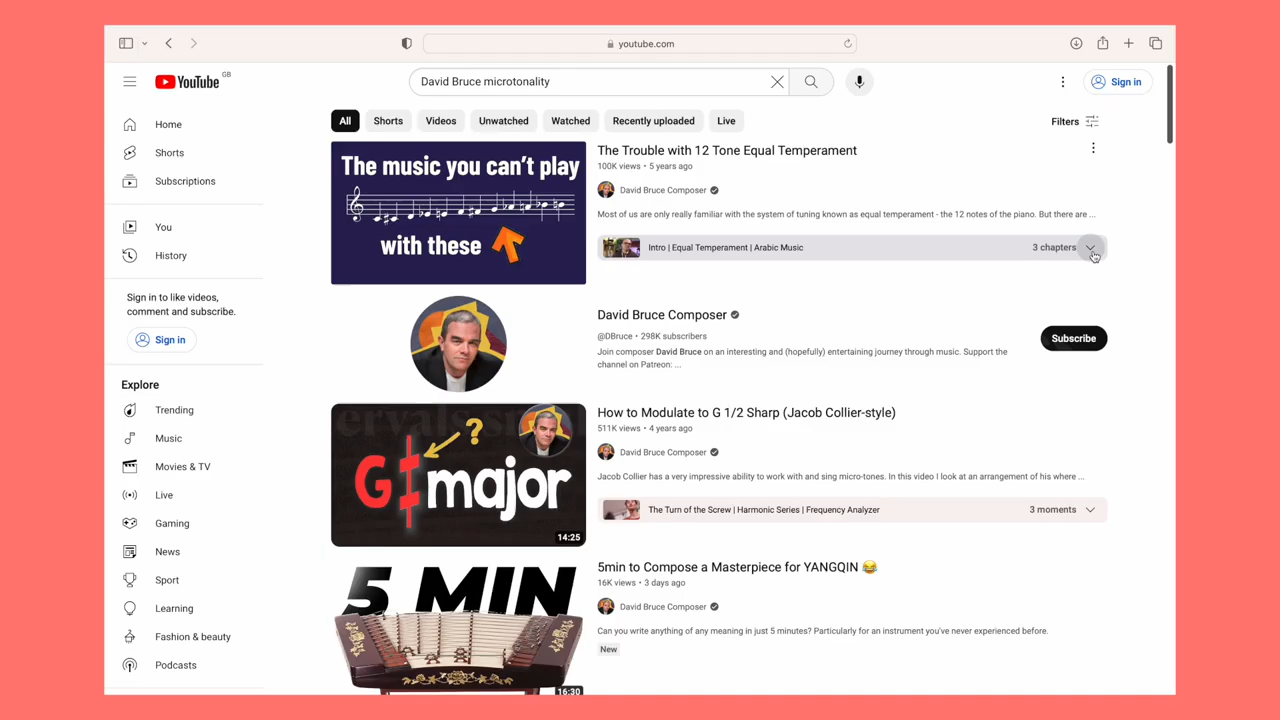 youtube.com
YouTube GB
David Bruce microtonality
Sign in
Home
Shorts
Subscriptions
You
History
Sign in to like videos,
comment and subscribe.
Sign in
Explore
Trending
Music
Movies & TV
Live
Gaming
News
Sport
Learning
Fashion & beauty
Podcasts
All
Shorts
Videos
Unwatched
Watched
Recently uploaded
Live
Filters
The music you can't play
with these
The Trouble with 12 Tone Equal Temperament
100K views • 5 years ago
David Bruce Composer
Most of us are only really familiar with the system of tuning known as equal temperament - the 12 notes of the piano. But there are ...
Intro | Equal Temperament | Arabic Music
3 chapters
David Bruce Composer
@DBruce • 298K subscribers
Join composer David Bruce on an interesting and (hopefully) entertaining journey through music. Support the
channel on Patreon: ...
Subscribe
?
G major
14:25
How to Modulate to G 1/2 Sharp (Jacob Collier-style)
511K views • 4 years ago
David Bruce Composer
Jacob Collier has a very impressive ability to work with and sing micro-tones. In this video I look at an arrangement of his where ...
The Turn of the Screw | Harmonic Series | Frequency Analyzer
3 moments
5 MIN
16:30
5min to Compose a Masterpiece for YANGQIN 😂
16K views • 3 days ago
David Bruce Composer
Can you write anything of any meaning in just 5 minutes? Particularly for an instrument you've never experienced before.
New